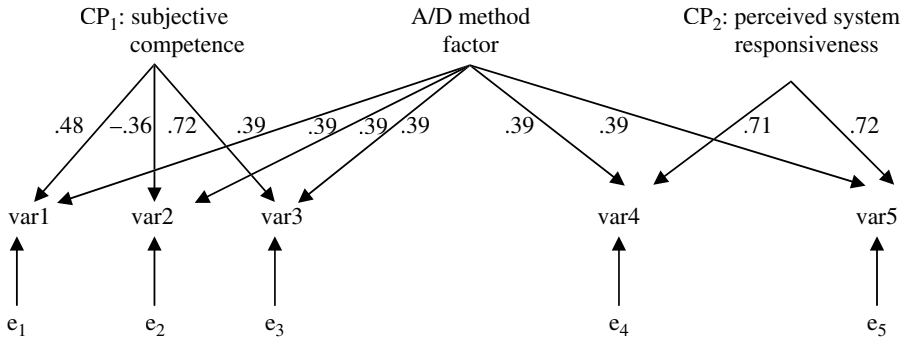 CP₁: subjective
competence
A/D method
factor
CP₂: perceived system
responsiveness
.48 –.36 .72 .39 .39 .39 .39 .39 .39 .71 .72
var1 var2 var3 var4 var5
e₁ e₂ e₃ e₄ e₅